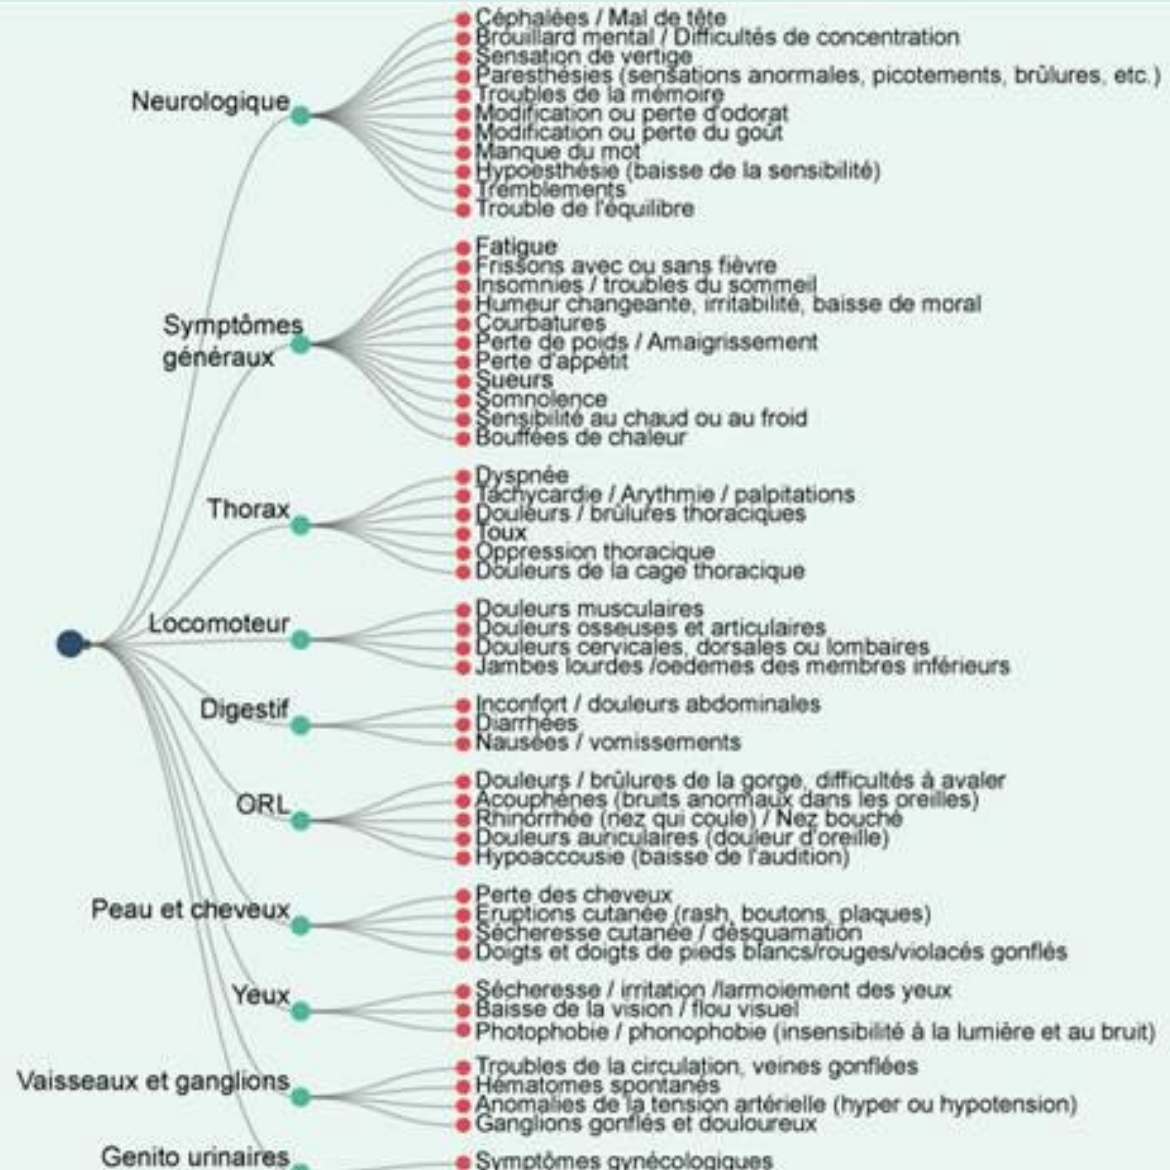 Neurologique
Céphalées / Mal de tête
Brouillard mental / Difficultés de concentration
Sensation de vertige
Paresthésies (sensations anormales, picotements, brûlures, etc.)
Troubles de la mémoire
Modification ou perte d'odorat
Modification ou perte du goût
Manque du mot
Hypoesthésie (baisse de la sensibilité)
Tremblements
Trouble de l'équilibre
Symptômes
généraux
Fatigue
Frissons avec ou sans fièvre
Insomnies / troubles du sommeil
Humeur changeante, irritabilité, baisse de moral
Courbatures
Perte de poids / Amaigrissement
Perte d'appétit
Sueurs
Somnolence
Sensibilité au chaud ou au froid
Bouffées de chaleur
Thorax
Dyspnée
Tachycardie / Arythmie / palpitations
Douleurs / brûlures thoraciques
Toux
Oppression thoracique
Douleurs de la cage thoracique
Locomoteur
Douleurs musculaires
Douleurs osseuses et articulaires
Douleurs cervicales, dorsales ou lombaires
Jambes lourdes /oedemes des membres inférieurs
Digestif
Inconfort / douleurs abdominales
Diarrhées
Nausées / vomissements
ORL
Douleurs / brûlures de la gorge, difficultés à avaler
Acouphènes (bruits anormaux dans les oreilles)
Rhinorrhée (nez qui coule) / Nez bouché
Douleurs auriculaires (douleur d'oreille)
Hypoaccousie (baisse de l'audition)
Peau et cheveux
Perte des cheveux
Eruptions cutanée (rash, boutons, plaques)
Sécheresse cutanée / désquamation
Doigts et doigts de pieds blancs/rouges/violacés gonflés
Yeux
Sécheresse / irritation /larmoiement des yeux
Baisse de la vision / flou visuel
Photophobie / phonophobie (insensibilité à la lumière et au bruit)
Vaisseaux et ganglions
Troubles de la circulation, veines gonflées
Hématomes spontanés
Anomalies de la tension artérielle (hyper ou hypotension)
Ganglions gonflés et douloureux
Genito urinaires
Symptômes gynécologiques